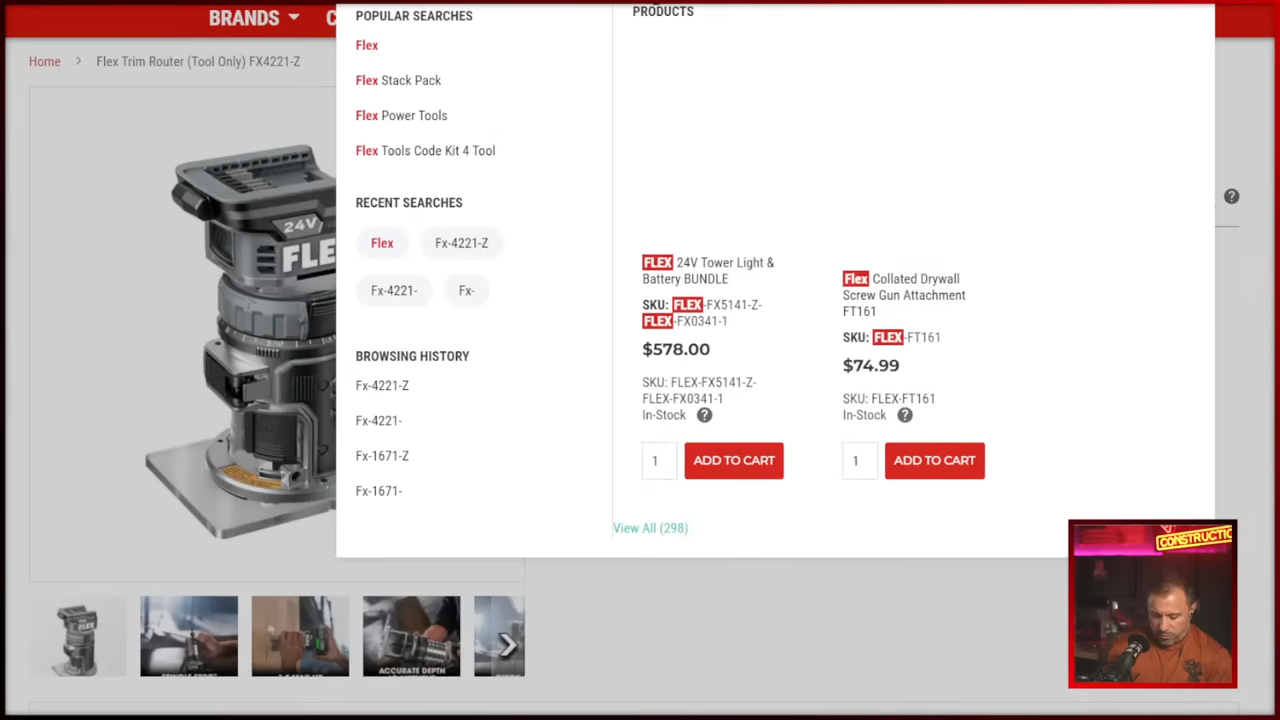 BRANDS
C
Home > Flex Trim Router (Tool Only) FX4221-Z
24V
FLE
POPULAR SEARCHES
Flex
Flex Stack Pack
Flex Power Tools
Flex Tools Code Kit 4 Tool
RECENT SEARCHES
Flex
Fx-4221-Z
Fx-4221-
Fx-
BROWSING HISTORY
Fx-4221-Z
Fx-4221-
Fx-1671-Z
Fx-1671-
PRODUCTS
FLEX 24V Tower Light &
Battery BUNDLE
SKU: FLEX-FX5141-Z-
FLEX-FX0341-1
$578.00
SKU: FLEX-FX5141-Z-
FLEX-FX0341-1
In-Stock ?
1 ADD TO CART
Flex Collated Drywall
Screw Gun Attachment
FT161
SKU: FLEX-FT161
$74.99
SKU: FLEX-FT161
In-Stock ?
1 ADD TO CART
View All (298)
?
ACCURATE DEPTH
CONSTRUCTIO